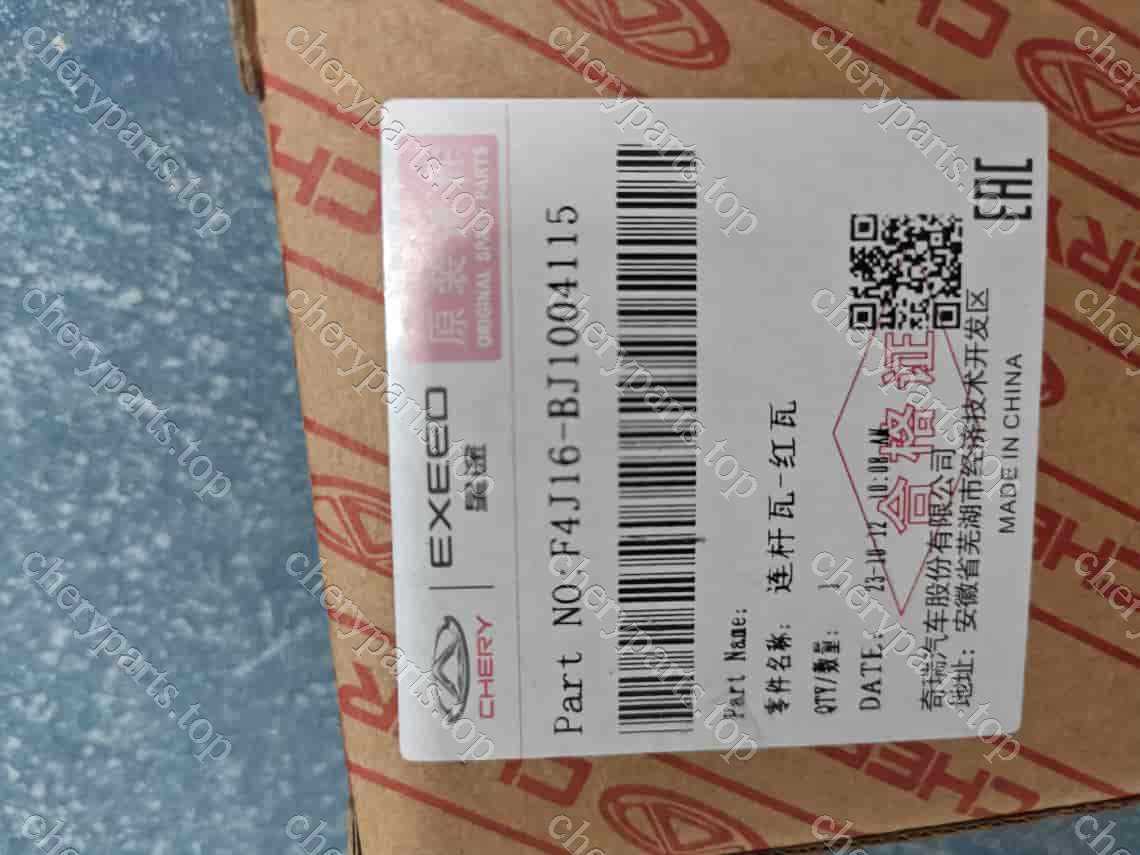 CHERY
EXEED
星途
原装备件
ORIGINAL SPARE PARTS
Part NO:F4J16-BJ1004115
Part Name:
零件名称: 连杆瓦-红瓦
QTY/数量: 1
DATE: 23-10-12 10:08 AM
合格证
奇瑞汽车股份有限公司
地址: 安徽省芜湖市经济技术开发区
MADE IN CHINA
EAC
CHERY
cheryparts.top